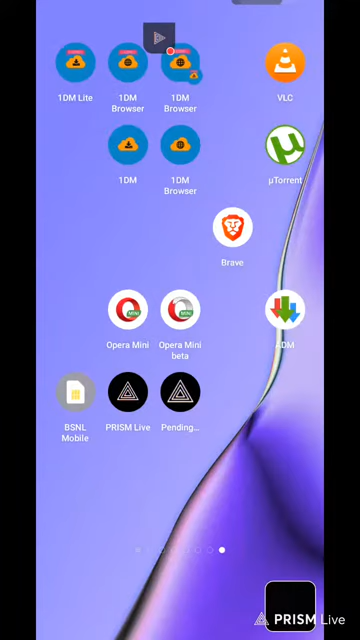 1DM Lite
1DM
Browser
1DM
Browser
VLC
1DM
1DM
Browser
µTorrent
Brave
Opera Mini
Opera Mini
beta
ADM
BSNL
Mobile
PRISM Live
Pending...
PRISM Live